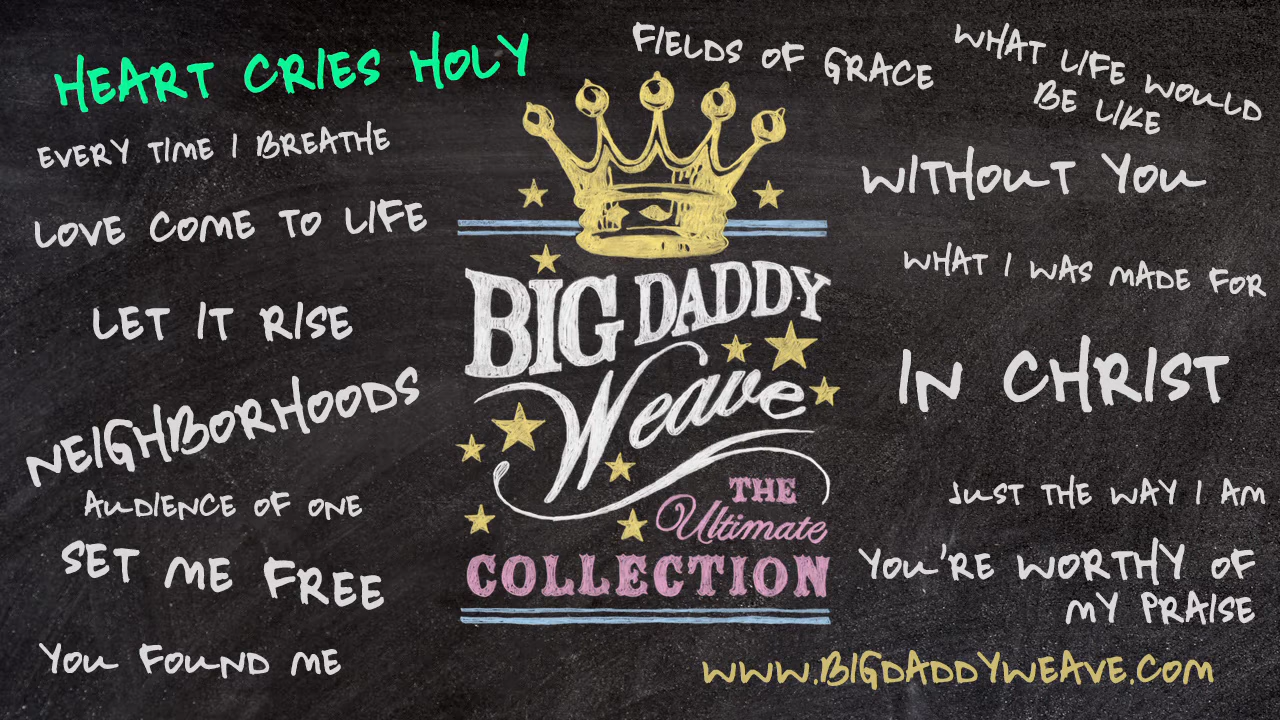 HEART CRIES HOLY
EVERY TIME I BREATHE
LOVE COME TO LIFE
LET IT RISE
NEIGHBORHOODS
AUDIENCE OF ONE
SET ME FREE
YOU FOUND ME
BIG DADDY
Weave
THE
Ultimate
COLLECTION
FIELDS OF GRACE
WHAT LIFE WOULD
BE LIKE
WITHOUT YOU
WHAT I WAS MADE FOR
IN CHRIST
JUST THE WAY I AM
YOU'RE WORTHY OF
MY PRAISE
WWW.BIGDADDYWEAVE.COM